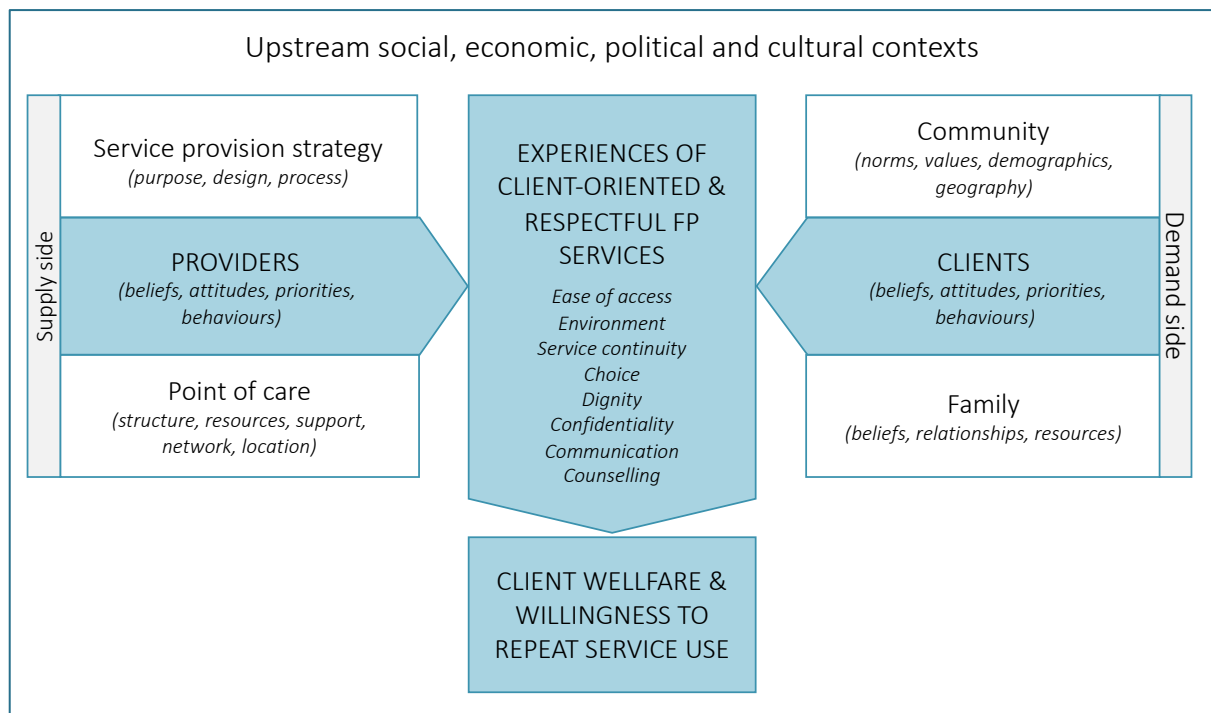 Upstream social, economic, political and cultural contexts
Supply side
Service provision strategy
(purpose, design, process)
PROVIDERS
(beliefs, attitudes, priorities,
behaviours)
Point of care
(structure, resources, support,
network, location)
EXPERIENCES OF
CLIENT-ORIENTED &
RESPECTFUL FP
SERVICES
Ease of access
Environment
Service continuity
Choice
Dignity
Confidentiality
Communication
Counselling
Community
(norms, values, demographics,
geography)
CLIENTS
(beliefs, attitudes, priorities,
behaviours)
Family
(beliefs, relationships, resources)
Demand side
CLIENT WELLFARE &
WILLINGNESS TO
REPEAT SERVICE USE